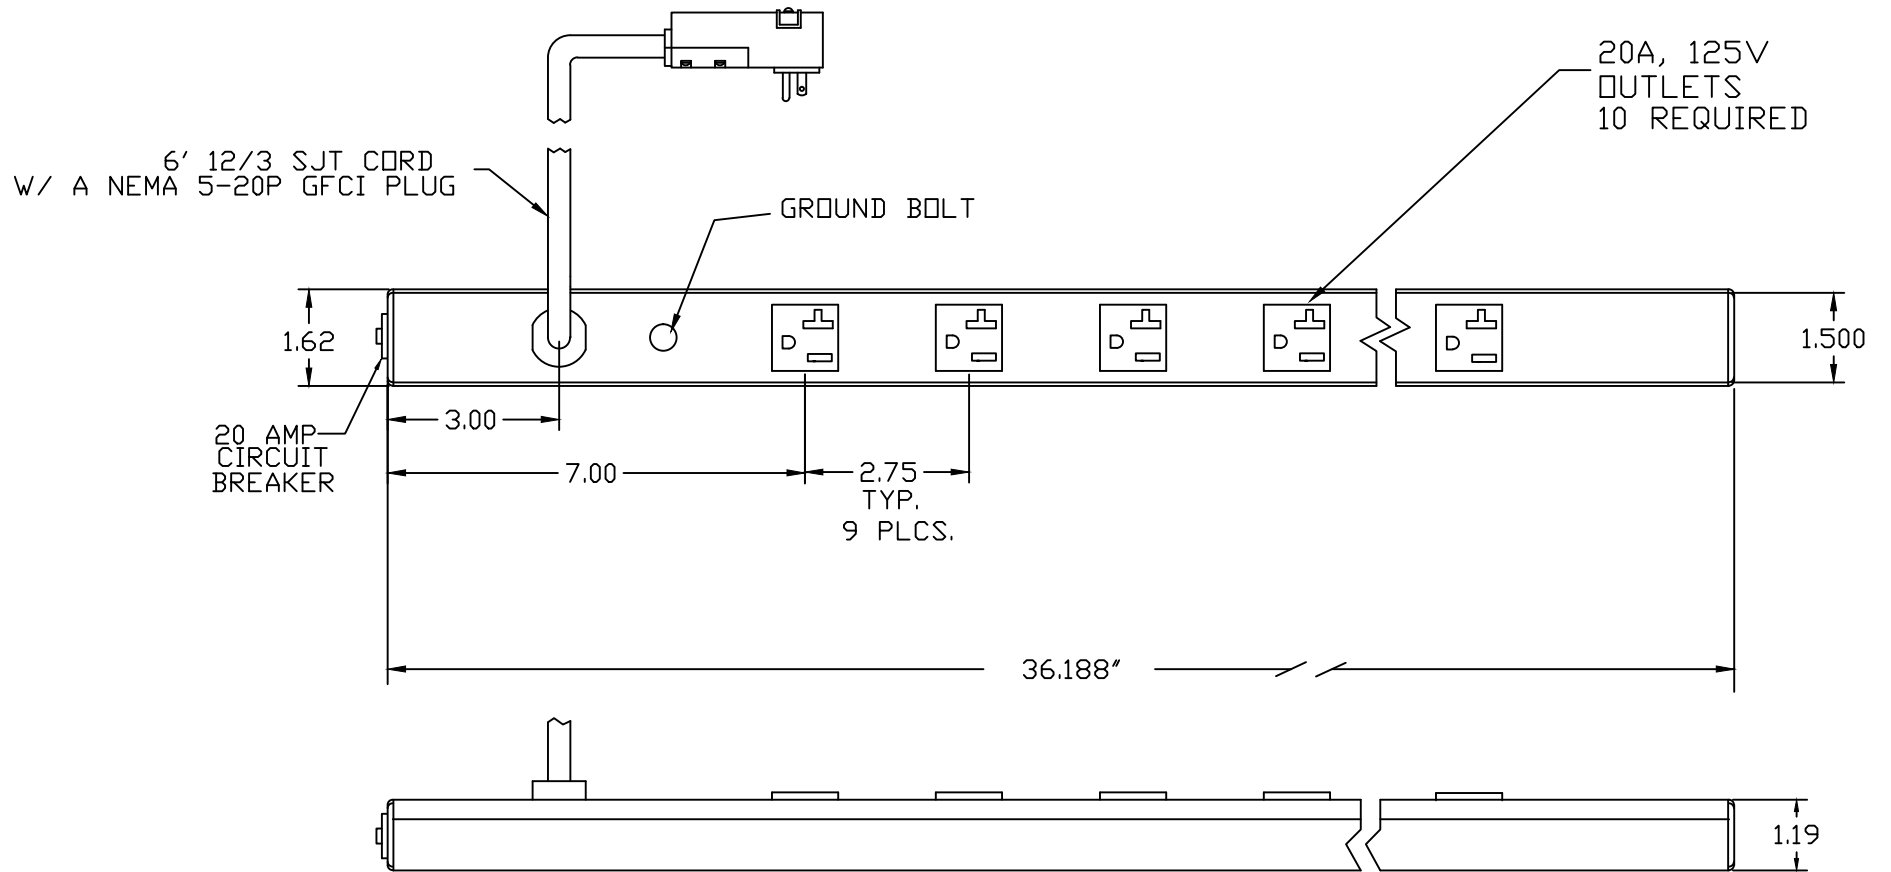 20A, 125V
OUTLETS
10 REQUIRED
6' 12/3 SJT CORD
W/ A NEMA 5-20P GFCI PLUG
GROUND BOLT
1.62
1.500
3.00
20 AMP
CIRCUIT
BREAKER
7.00
2.75
TYP.
9 PLCS.
36.188"
1.19